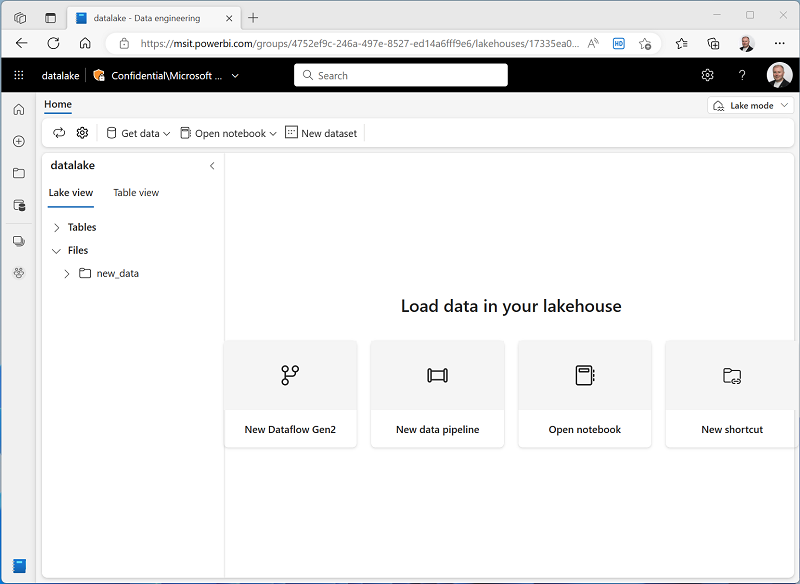 datalake - Data engineering
https://msit.powerbi.com/groups/4752ef9c-246a-497e-8527-ed14a6fff9e6/lakehouses/17335ea0...
A
HD
datalake
Confidential\Microsoft ...
Search
?
Home
Lake mode
Get data
Open notebook
New dataset
datalake
Lake view
Table view
Tables
Files
new_data
Load data in your lakehouse
New Dataflow Gen2
New data pipeline
Open notebook
New shortcut